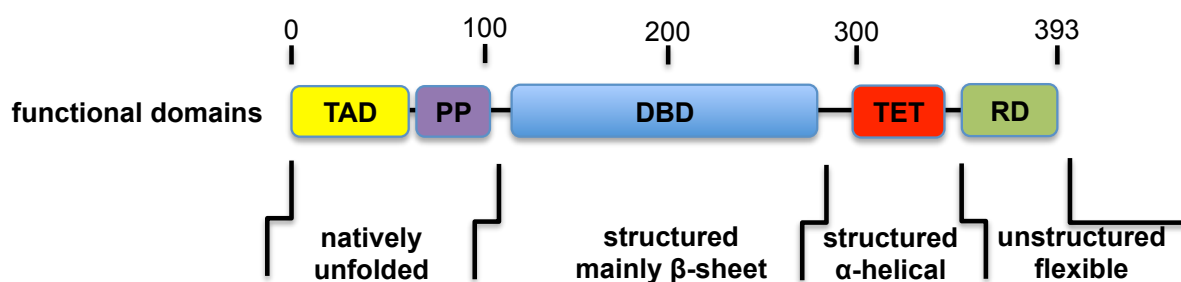 0 100 200 300 393
functional domains TAD PP DBD TET RD
natively structured structured unstructured
unfolded mainly β-sheet α-helical flexible